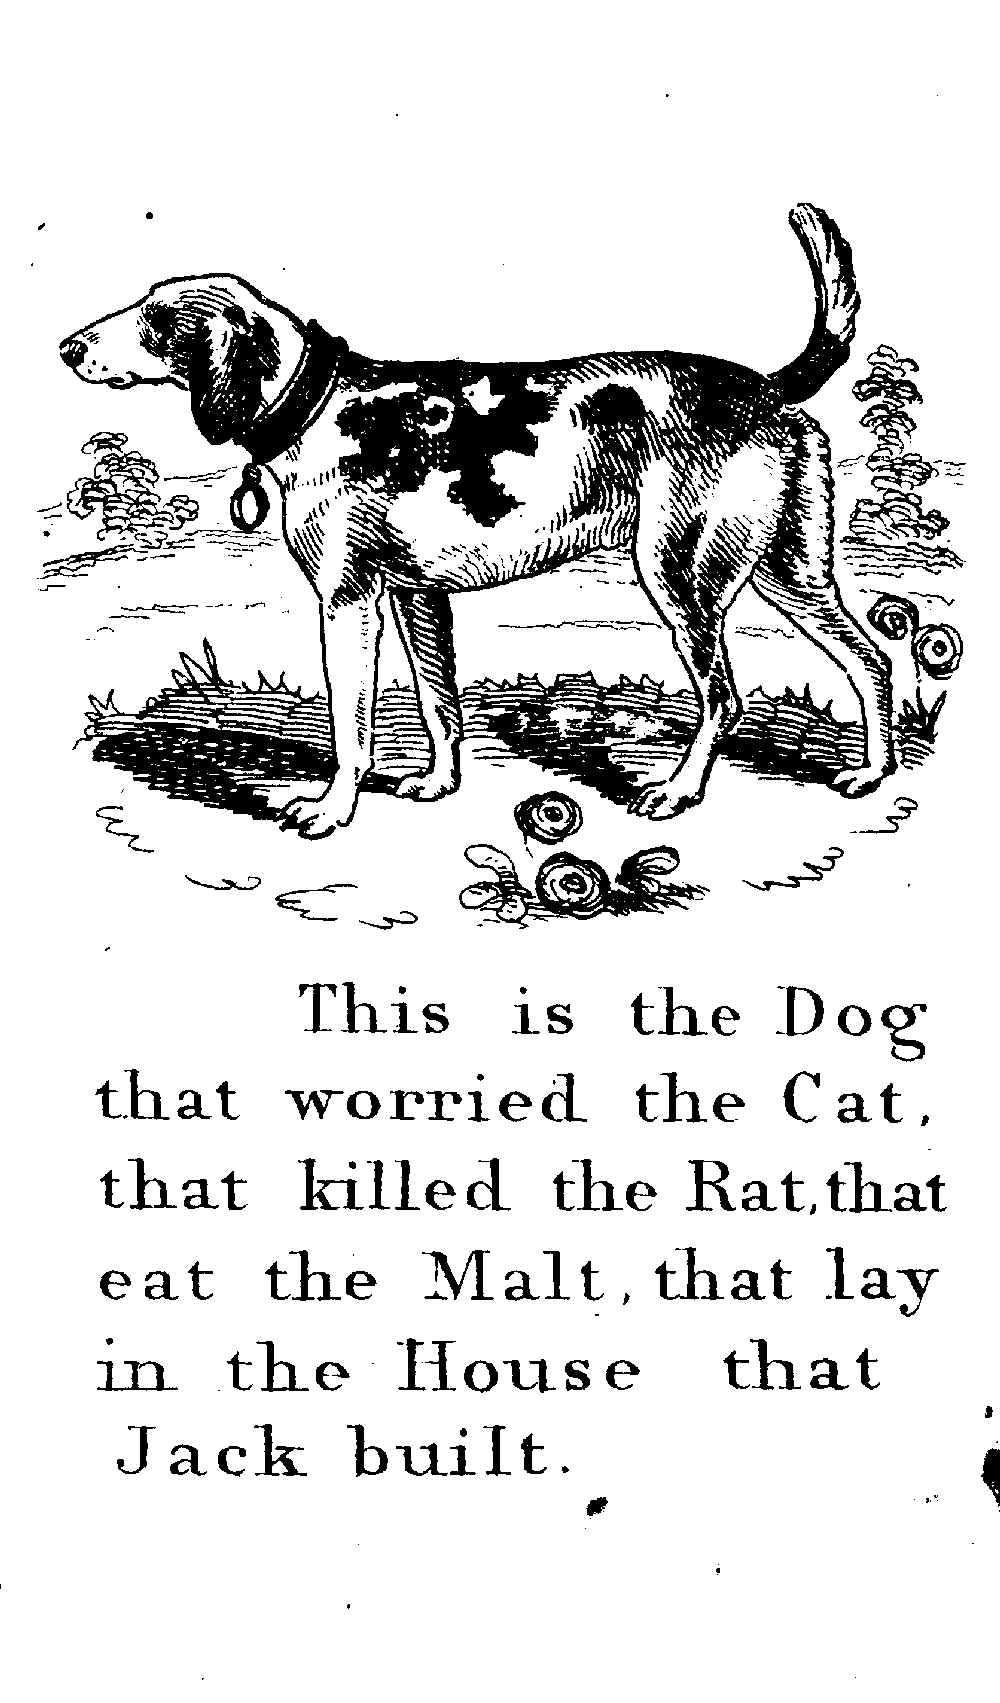 This is the Dog
that worried the Cat,
that killed the Rat, that
eat the Malt, that lay
in the House that
Jack built.